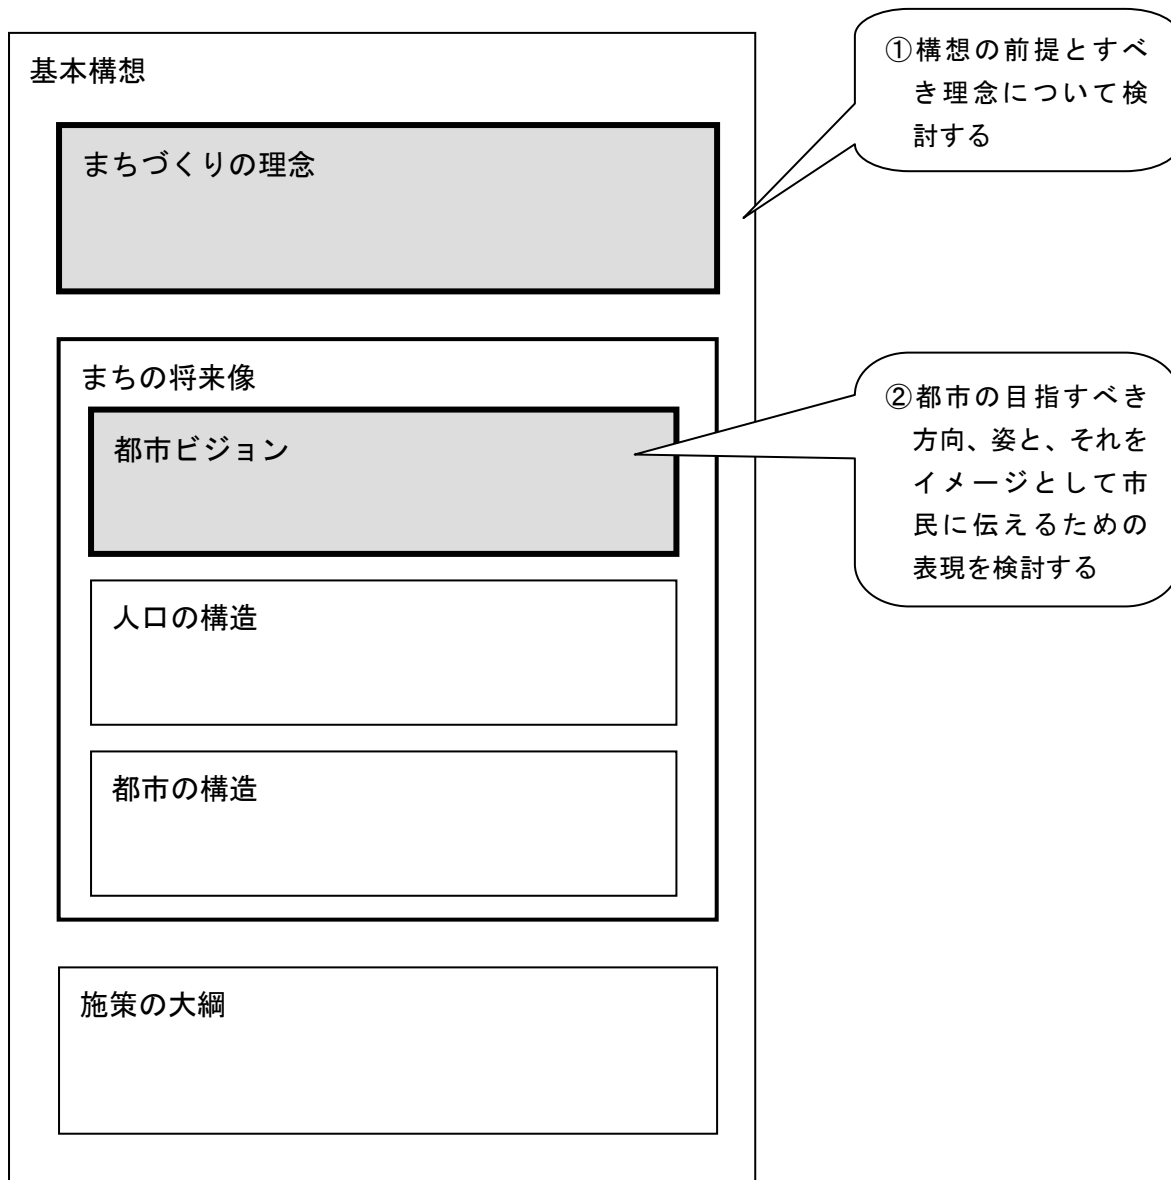 基本構想
まちづくりの理念
①構想の前提とすべ
き理念について検
討する
まちの将来像
都市ビジョン
②都市の目指すべき
方向、姿と、それを
イメージとして市
民に伝えるための
表現を検討する
人口の構造
都市の構造
施策の大綱